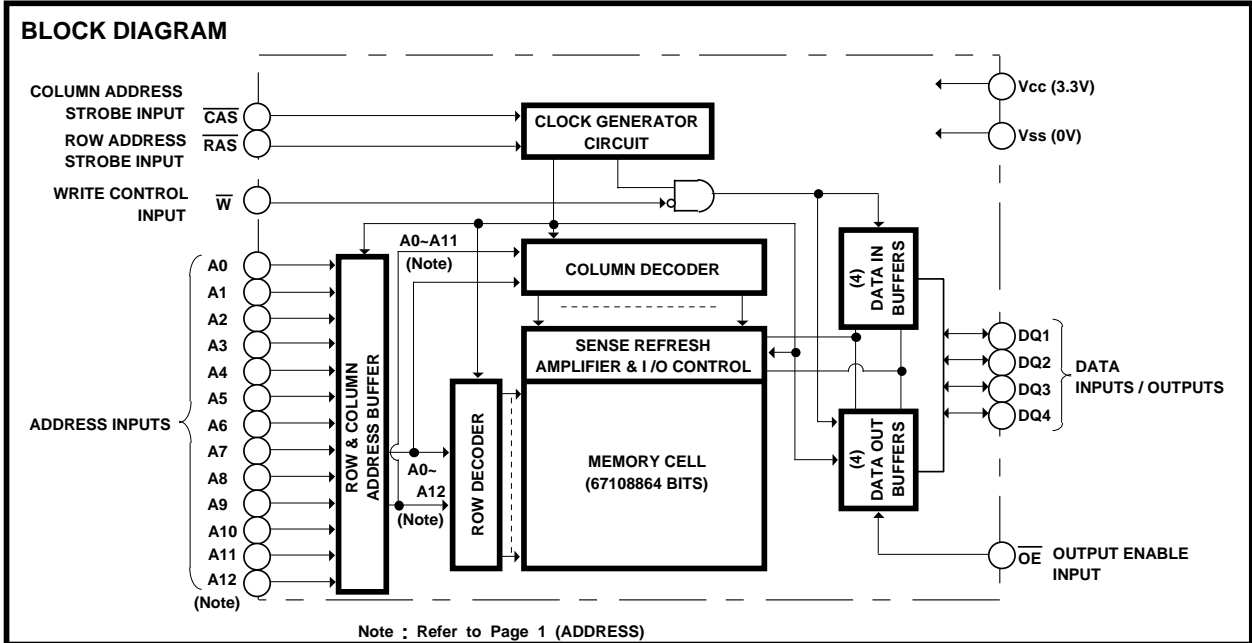 BLOCK DIAGRAM
COLUMN ADDRESS
STROBE INPUT
CAS
ROW ADDRESS
STROBE INPUT
RAS
WRITE CONTROL
INPUT
W
CLOCK GENERATOR
CIRCUIT
Vcc (3.3V)
Vss (0V)
ADDRESS INPUTS
A0
A1
A2
A3
A4
A5
A6
A7
A8
A9
A10
A11
A12
(Note)
ROW & COLUMN
ADDRESS BUFFER
A0~A11
(Note)
COLUMN DECODER
SENSE REFRESH
AMPLIFIER & I /O CONTROL
A0~
A12
(Note)
ROW DECODER
MEMORY CELL
(67108864 BITS)
(4)
DATA IN
BUFFERS
(4)
DATA OUT
BUFFERS
DQ1
DQ2
DQ3
DQ4
DATA
INPUTS / OUTPUTS
OE
OUTPUT ENABLE
INPUT
Note : Refer to Page 1 (ADDRESS)